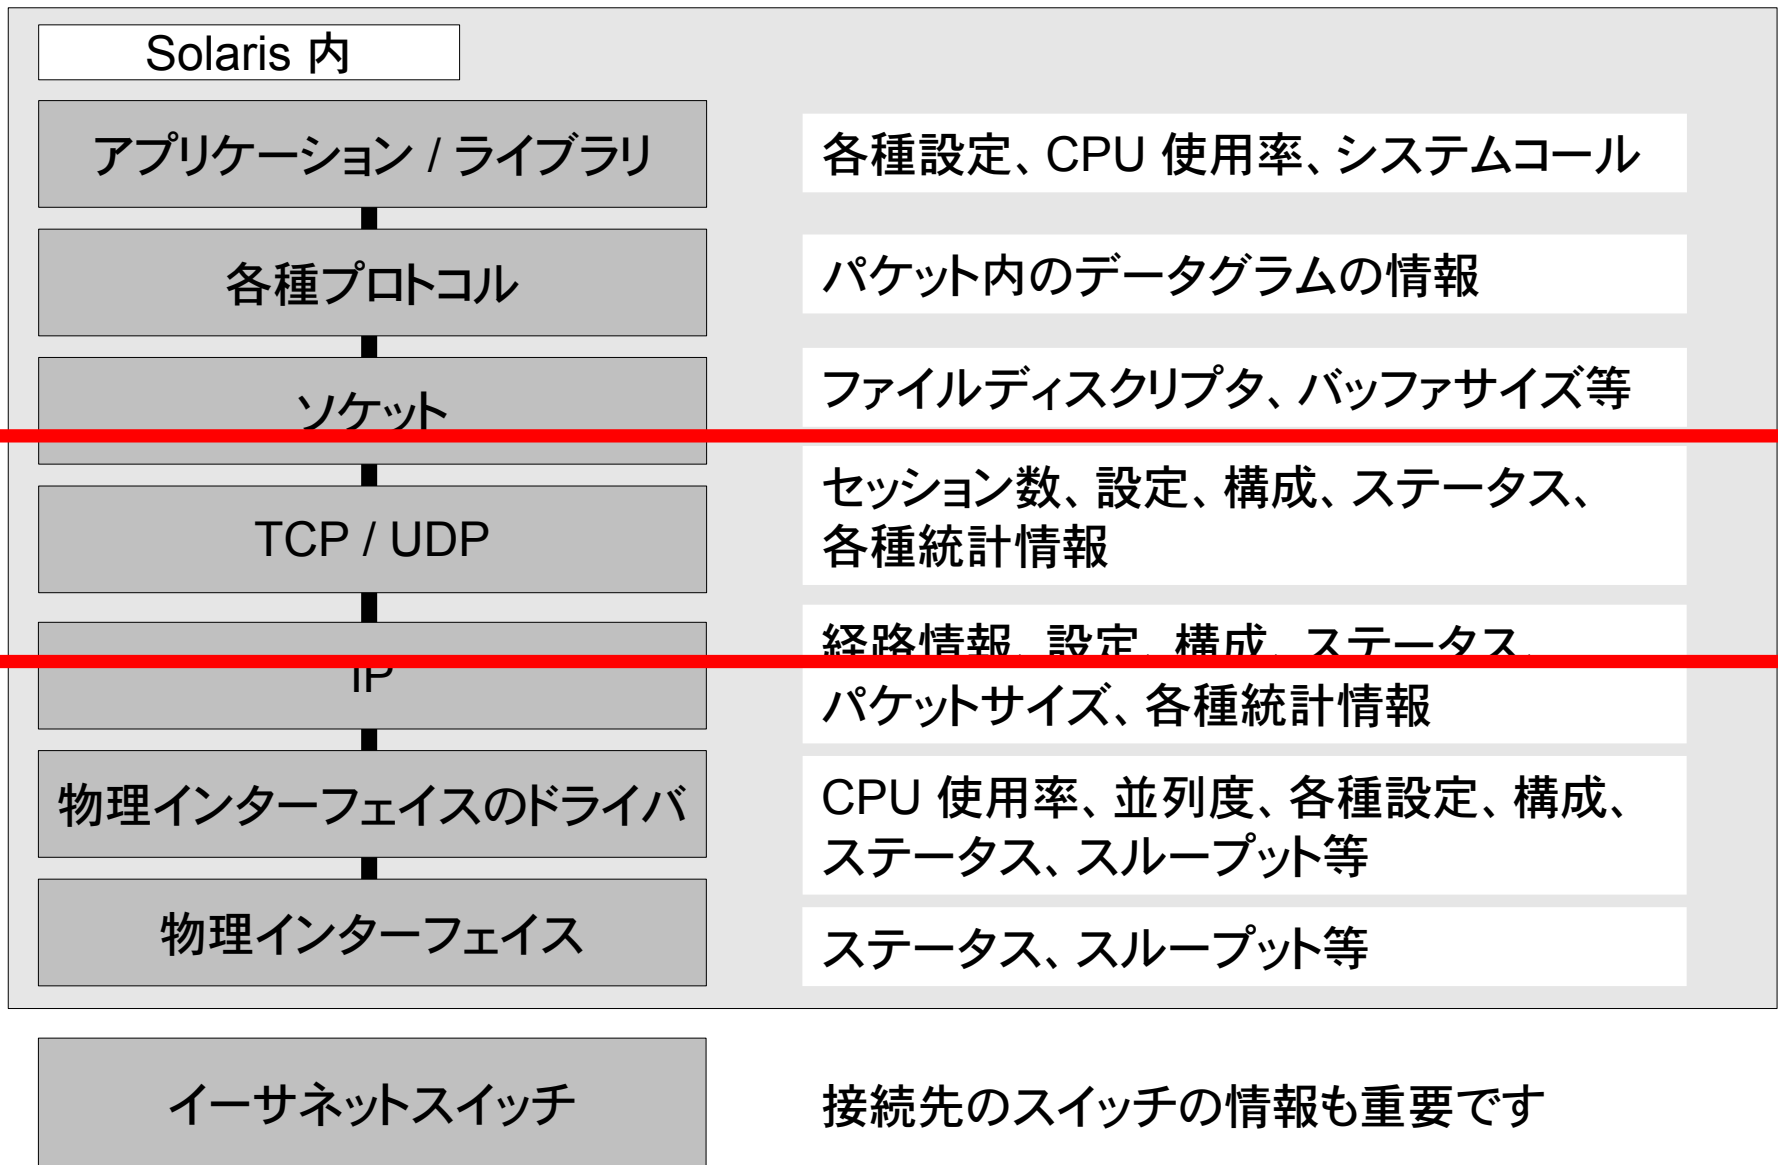 Solaris 内
アプリケーション / ライブラリ
各種設定、CPU 使用率、システムコール
各種プロトコル
パケット内のデータグラムの情報
ソケット
ファイルディスクリプタ、バッファサイズ等
TCP / UDP
セッション数、設定、構成、ステータス、
各種統計情報
IP
経路情報、設定、構成、ステータス、
パケットサイズ、各種統計情報
物理インターフェイスのドライバ
CPU 使用率、並列度、各種設定、構成、
ステータス、スループット等
物理インターフェイス
ステータス、スループット等
イーサネットスイッチ
接続先のスイッチの情報も重要です